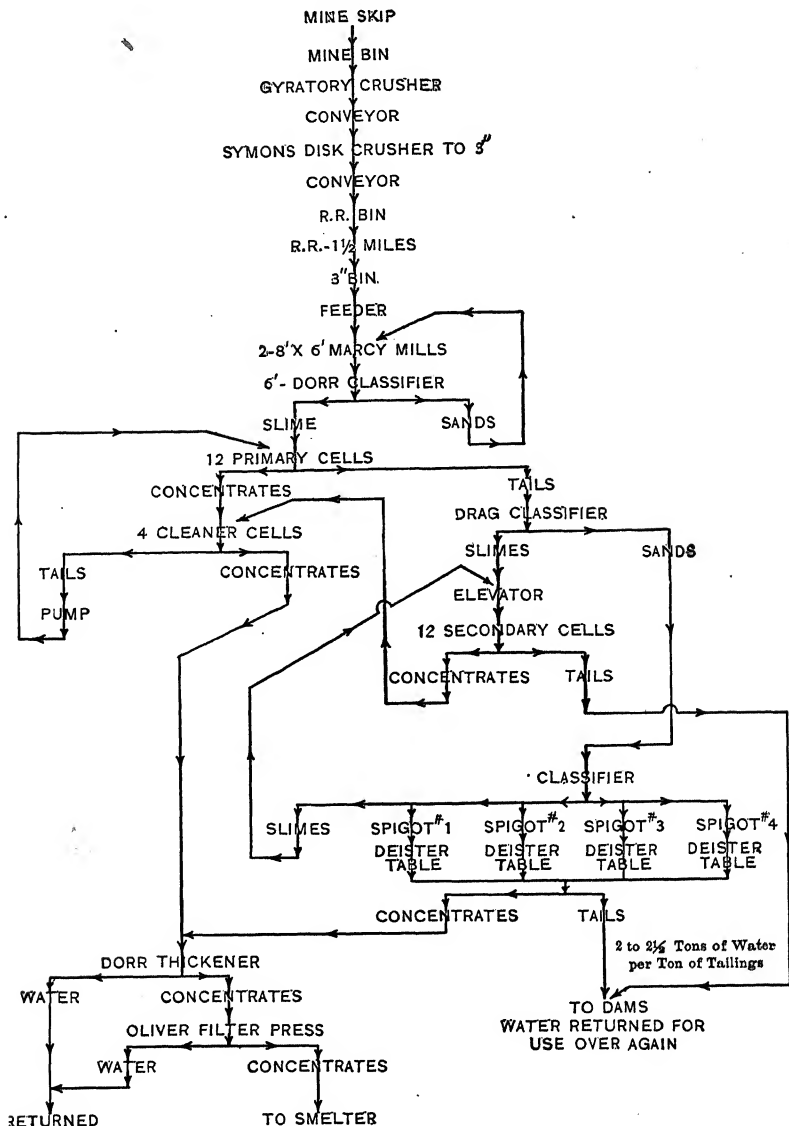 MINE SKIP
MINE BIN
GYRATORY CRUSHER
CONVEYOR
SYMONS DISK CRUSHER TO 3"
CONVEYOR
R.R. BIN
R.R.-1½ MILES
3" BIN.
FEEDER
2-8' X 6' MARCY MILLS
6'- DORR CLASSIFIER
SLIME SANDS
12 PRIMARY CELLS
CONCENTRATES TAILS
DRAG CLASSIFIER
4 CLEANER CELLS
SLIMES SANDS
TAILS CONCENTRATES
ELEVATOR
PUMP
12 SECONDARY CELLS
CONCENTRATES TAILS
CLASSIFIER
SLIMES SPIGOT #1 SPIGOT #2 SPIGOT #3 SPIGOT #4
DEISTER DEISTER DEISTER DEISTER
TABLE TABLE TABLE TABLE
CONCENTRATES TAILS
2 to 2½ Tons of Water
per Ton of Tailings
DORR THICKENER
WATER CONCENTRATES
TO DAMS
WATER RETURNED FOR
USE OVER AGAIN
OLIVER FILTER PRESS
WATER CONCENTRATES
RETURNED TO SMELTER